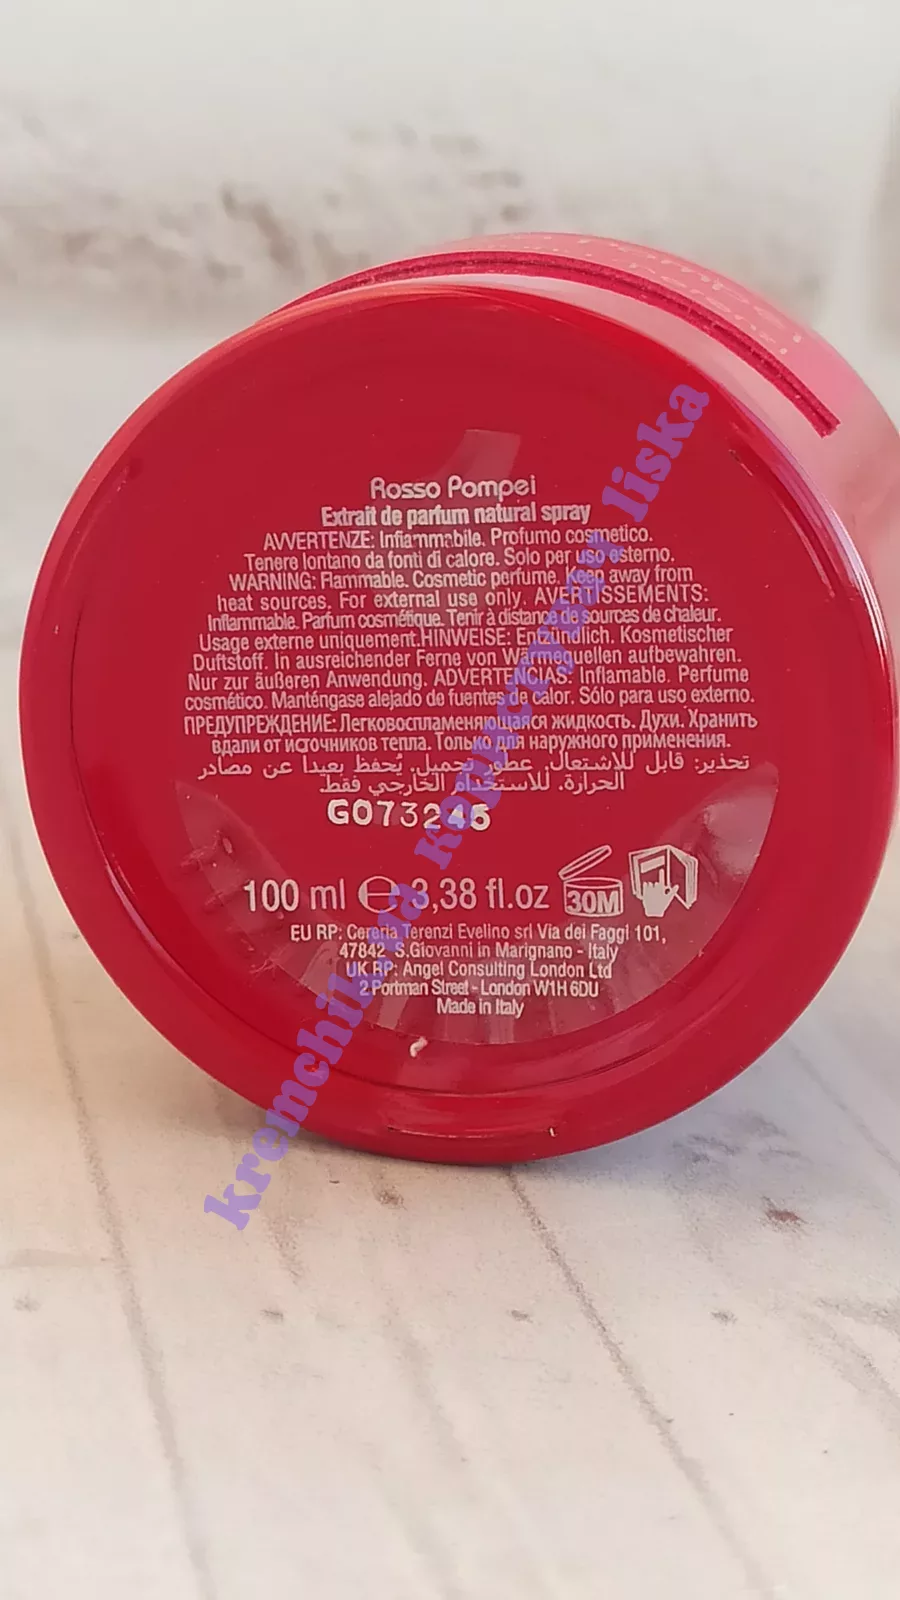 Rosso Pompei
Extrait de parfum natural spray
AVVERTENZE: Infiammabile. Profumo cosmetico.
Tenere lontano da fonti di calore. Solo per uso esterno.
WARNING: Flammable. Cosmetic perfume. Keep away from
heat sources. For external use only. AVERTISSEMENTS:
Inflammable. Parfum cosmétique. Tenir à distance de sources de chaleur.
Usage externe uniquement.HINWEISE: Entzündlich. Kosmetischer
Duftstoff. In ausreichender Ferne von Wärmequellen aufbewahren.
Nur zur äußeren Anwendung. ADVERTENCIAS: Inflamable. Perfume
cosmético. Manténgase alejado de fuentes de calor. Sólo para uso externo.
ПРЕДУПРЕЖДЕНИЕ:Легковоспламеняющаяся жидкость. Духи. Хранить
вдали от источников тепла. Только для наружного применения.
تحذير: قابل للاشتعال. عطور تجميل. يُحفظ بعيدا عن مصادر
الحرارة. للاستخدام الخارجي فقط.
G073245
100 ml e 3,38 fl.oz 30M
EU RP: Cereria Terenzi Evelino srl Via dei Faggi 101,
47842 S.Giovanni in Marignano - Italy
UK RP: Angel Consulting London Ltd
2 Portman Street - London W1H 6DU
Made in Italy
kremchik.ua liska